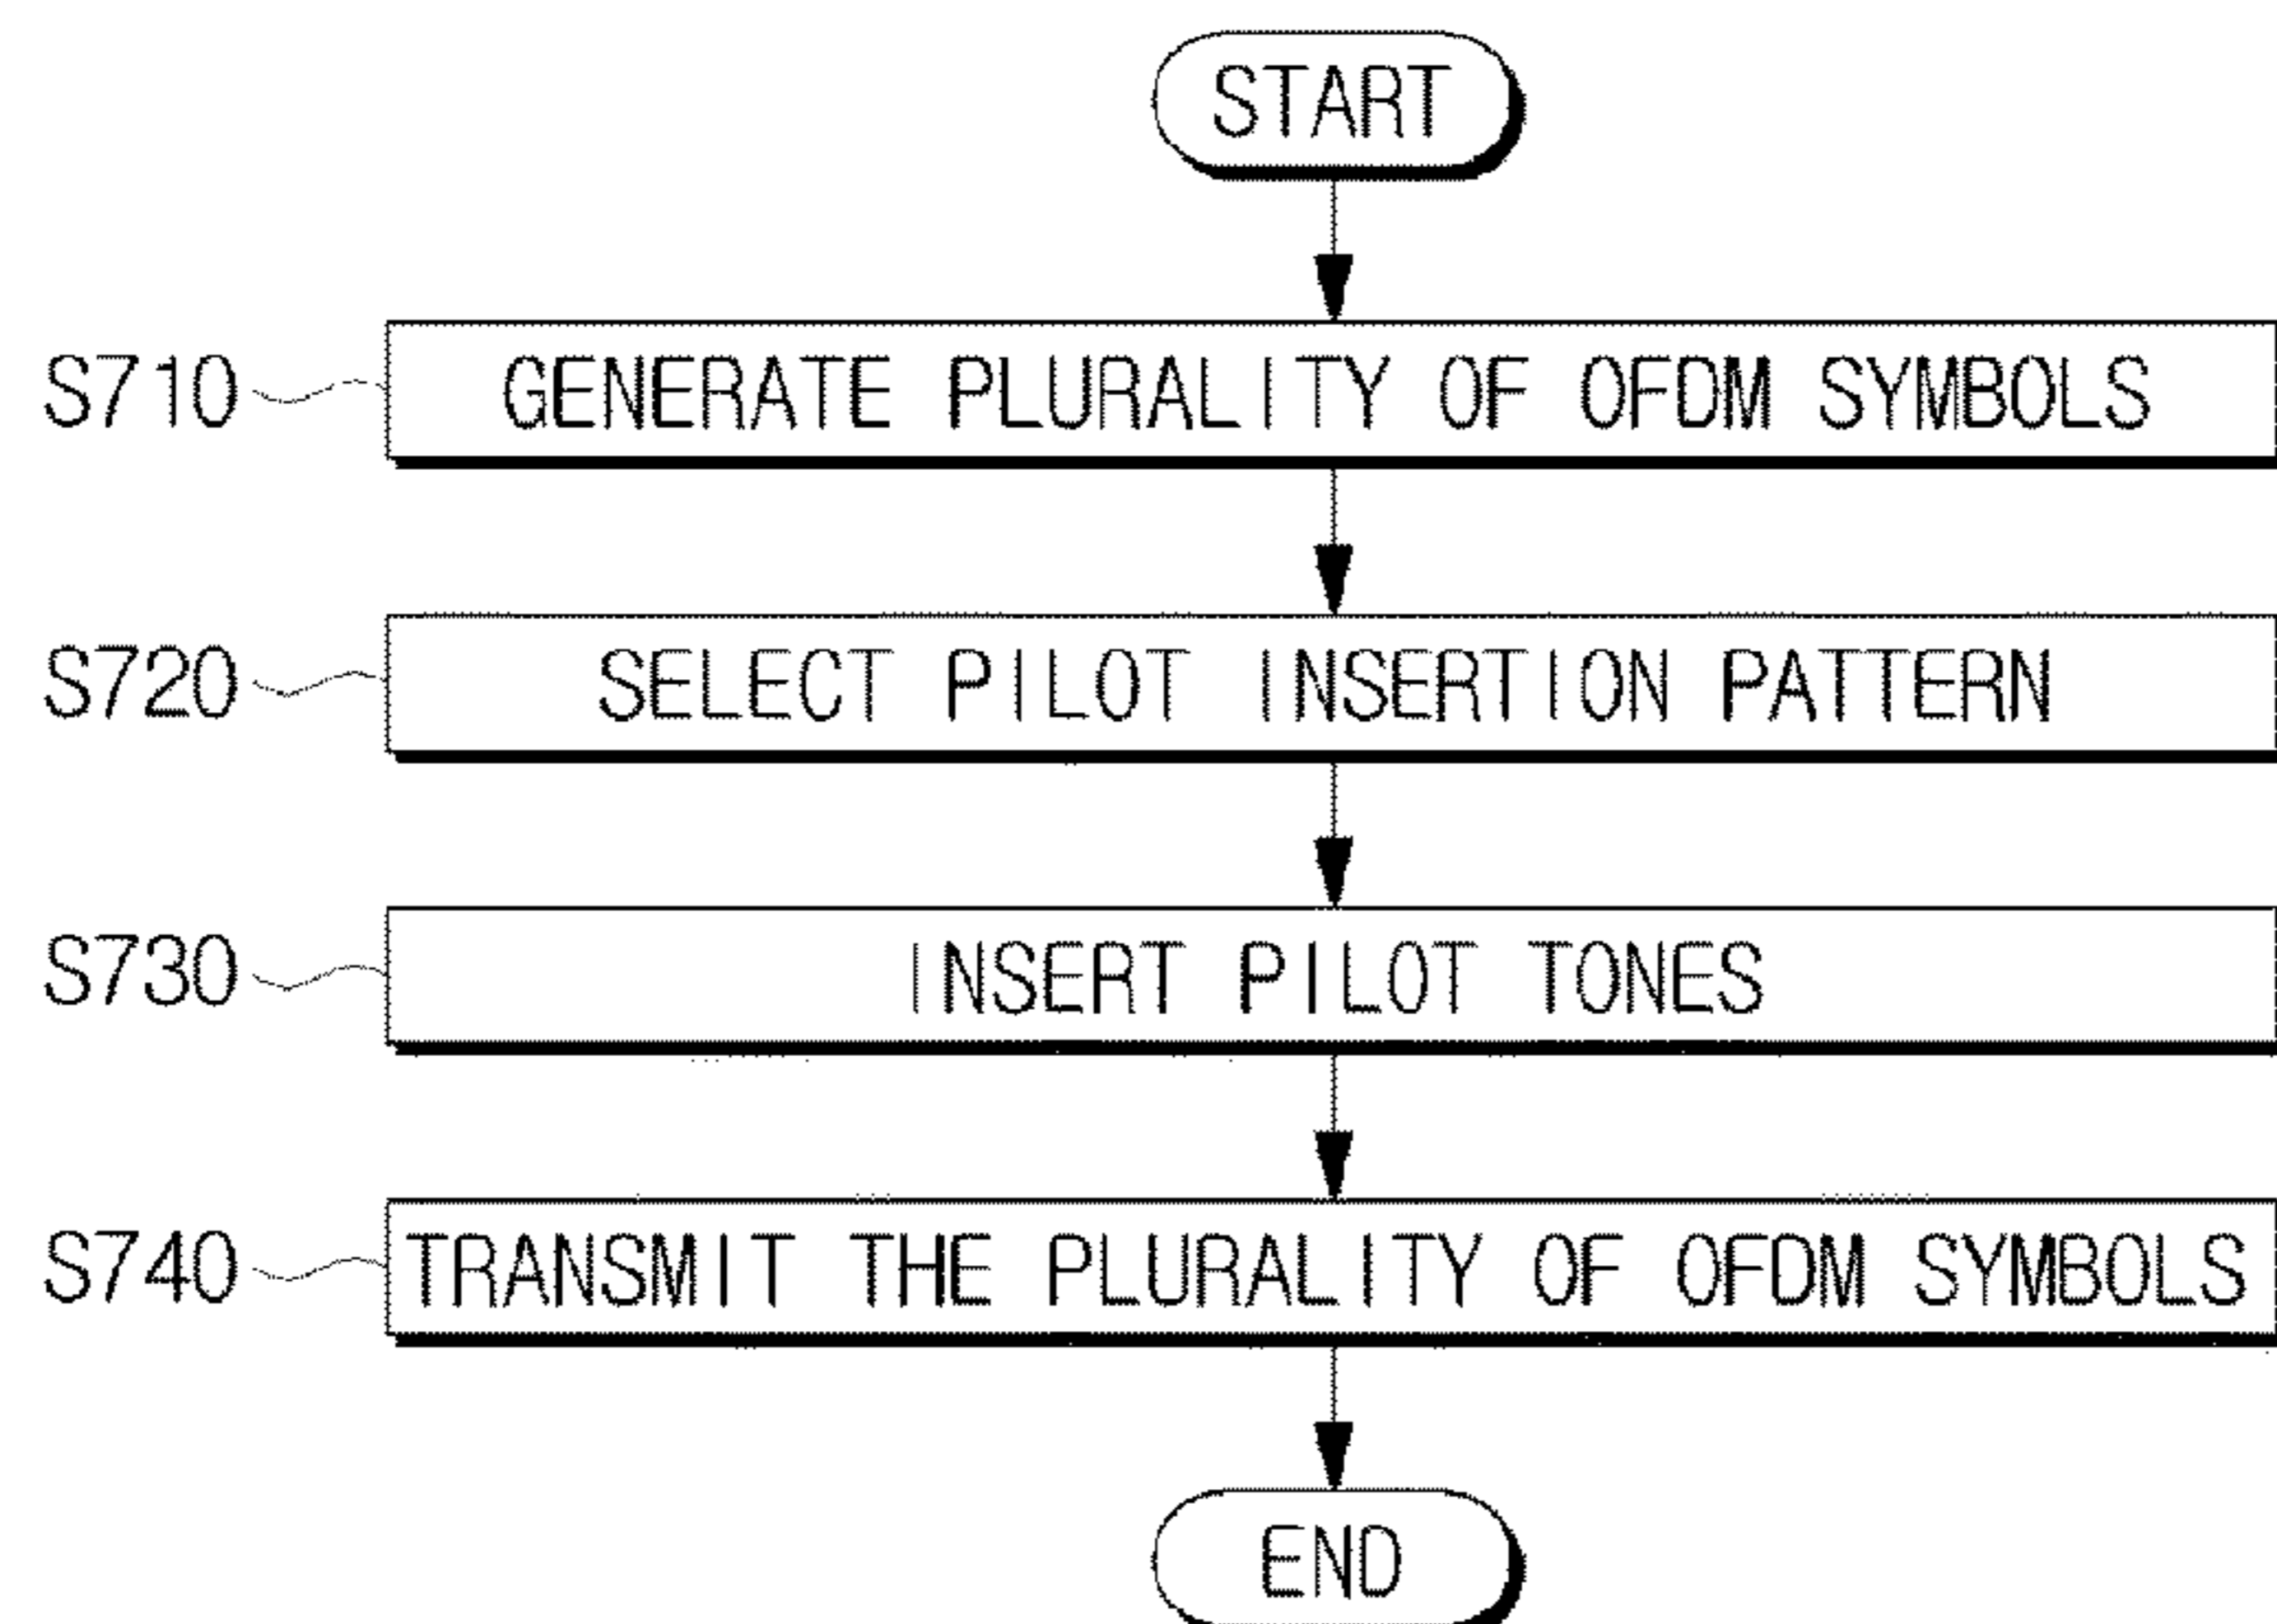 START
S710 GENERATE PLURALITY OF OFDM SYMBOLS
S720 SELECT PILOT INSERTION PATTERN
S730 INSERT PILOT TONES
S740 TRANSMIT THE PLURALITY OF OFDM SYMBOLS
END